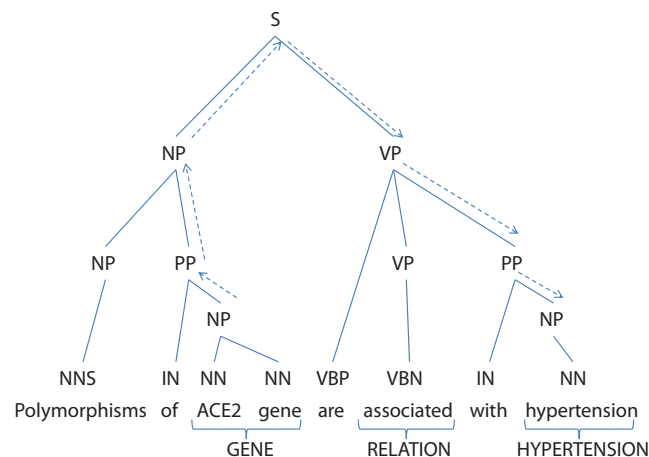 S
NP VP
NP PP VP PP
NP NP
NNS IN NN NN VBP VBN IN NN
Polymorphisms of ACE2 gene are associated with hypertension
GENE RELATION HYPERTENSION